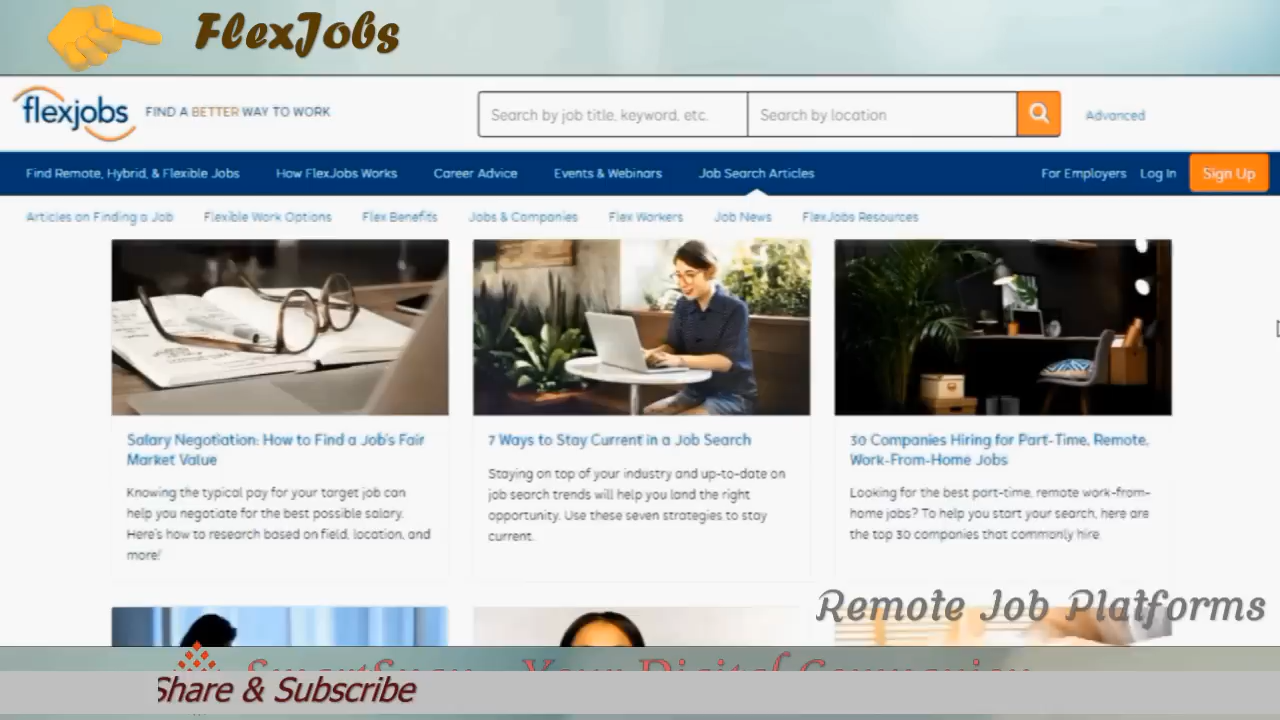 FlexJobs
flexjobs
FIND A BETTER WAY TO WORK
Search by job title, keyword, etc.
Search by location
Advanced
Find Remote, Hybrid, & Flexible Jobs
How FlexJobs Works
Career Advice
Events & Webinars
Job Search Articles
For Employers
Log In
Sign Up
Articles on Finding a Job
Flexible Work Options
Flex Benefits
Jobs & Companies
Flex Workers
Job News
FlexJobs Resources
Salary Negotiation: How to Find a Job's Fair
Market Value
Knowing the typical pay for your target job can
help you negotiate for the best possible salary.
Here's how to research based on field, location, and
more!
7 Ways to Stay Current in a Job Search
Staying on top of your industry and up-to-date on
job search trends will help you land the right
opportunity. Use these seven strategies to stay
current.
30 Companies Hiring for Part-Time, Remote,
Work-From-Home Jobs
Looking for the best part-time, remote work-from-
home jobs? To help you start your search, here are
the top 30 companies that commonly hire.
Remote Job Platforms
Your Digital Companion
Share & Subscribe